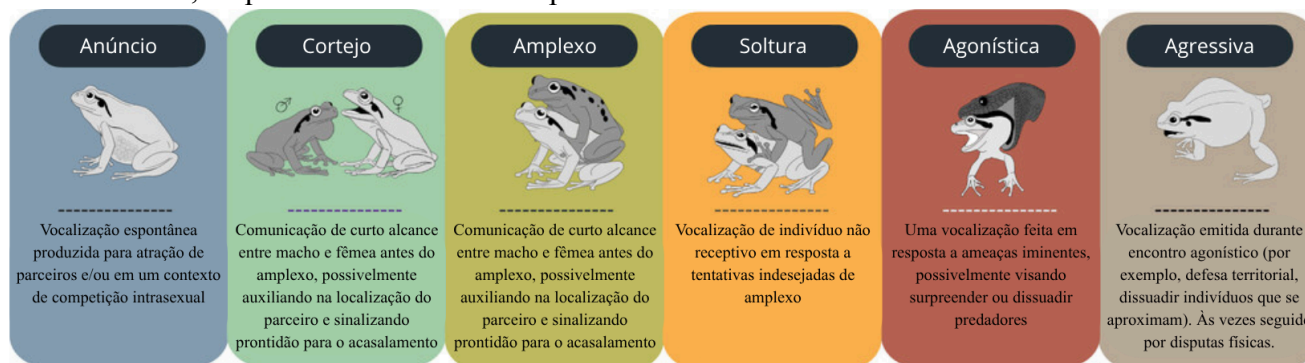 Anúncio
Vocalização espontânea
produzida para atração de
parceiros e/ou em um contexto
de competição intrasexual
Cortejo
♂
♀
Comunicação de curto alcance
entre macho e fêmea antes do
amplexo, possivelmente
auxiliando na localização do
parceiro e sinalizando
prontidão para o acasalamento
Amplexo
Comunicação de curto alcance
entre macho e fêmea antes do
amplexo, possivelmente
auxiliando na localização do
parceiro e sinalizando
prontidão para o acasalamento
Soltura
Vocalização de indivíduo não
receptivo em resposta a
tentativas indesejadas de
amplexo
Agonística
Uma vocalização feita em
resposta a ameaças iminentes,
possivelmente visando
surpreender ou dissuadir
predadores
Agressiva
Vocalização emitida durante
encontro agonístico (por
exemplo, defesa territorial,
dissuadir indivíduos que se
aproximam). Às vezes seguido
por disputas físicas.